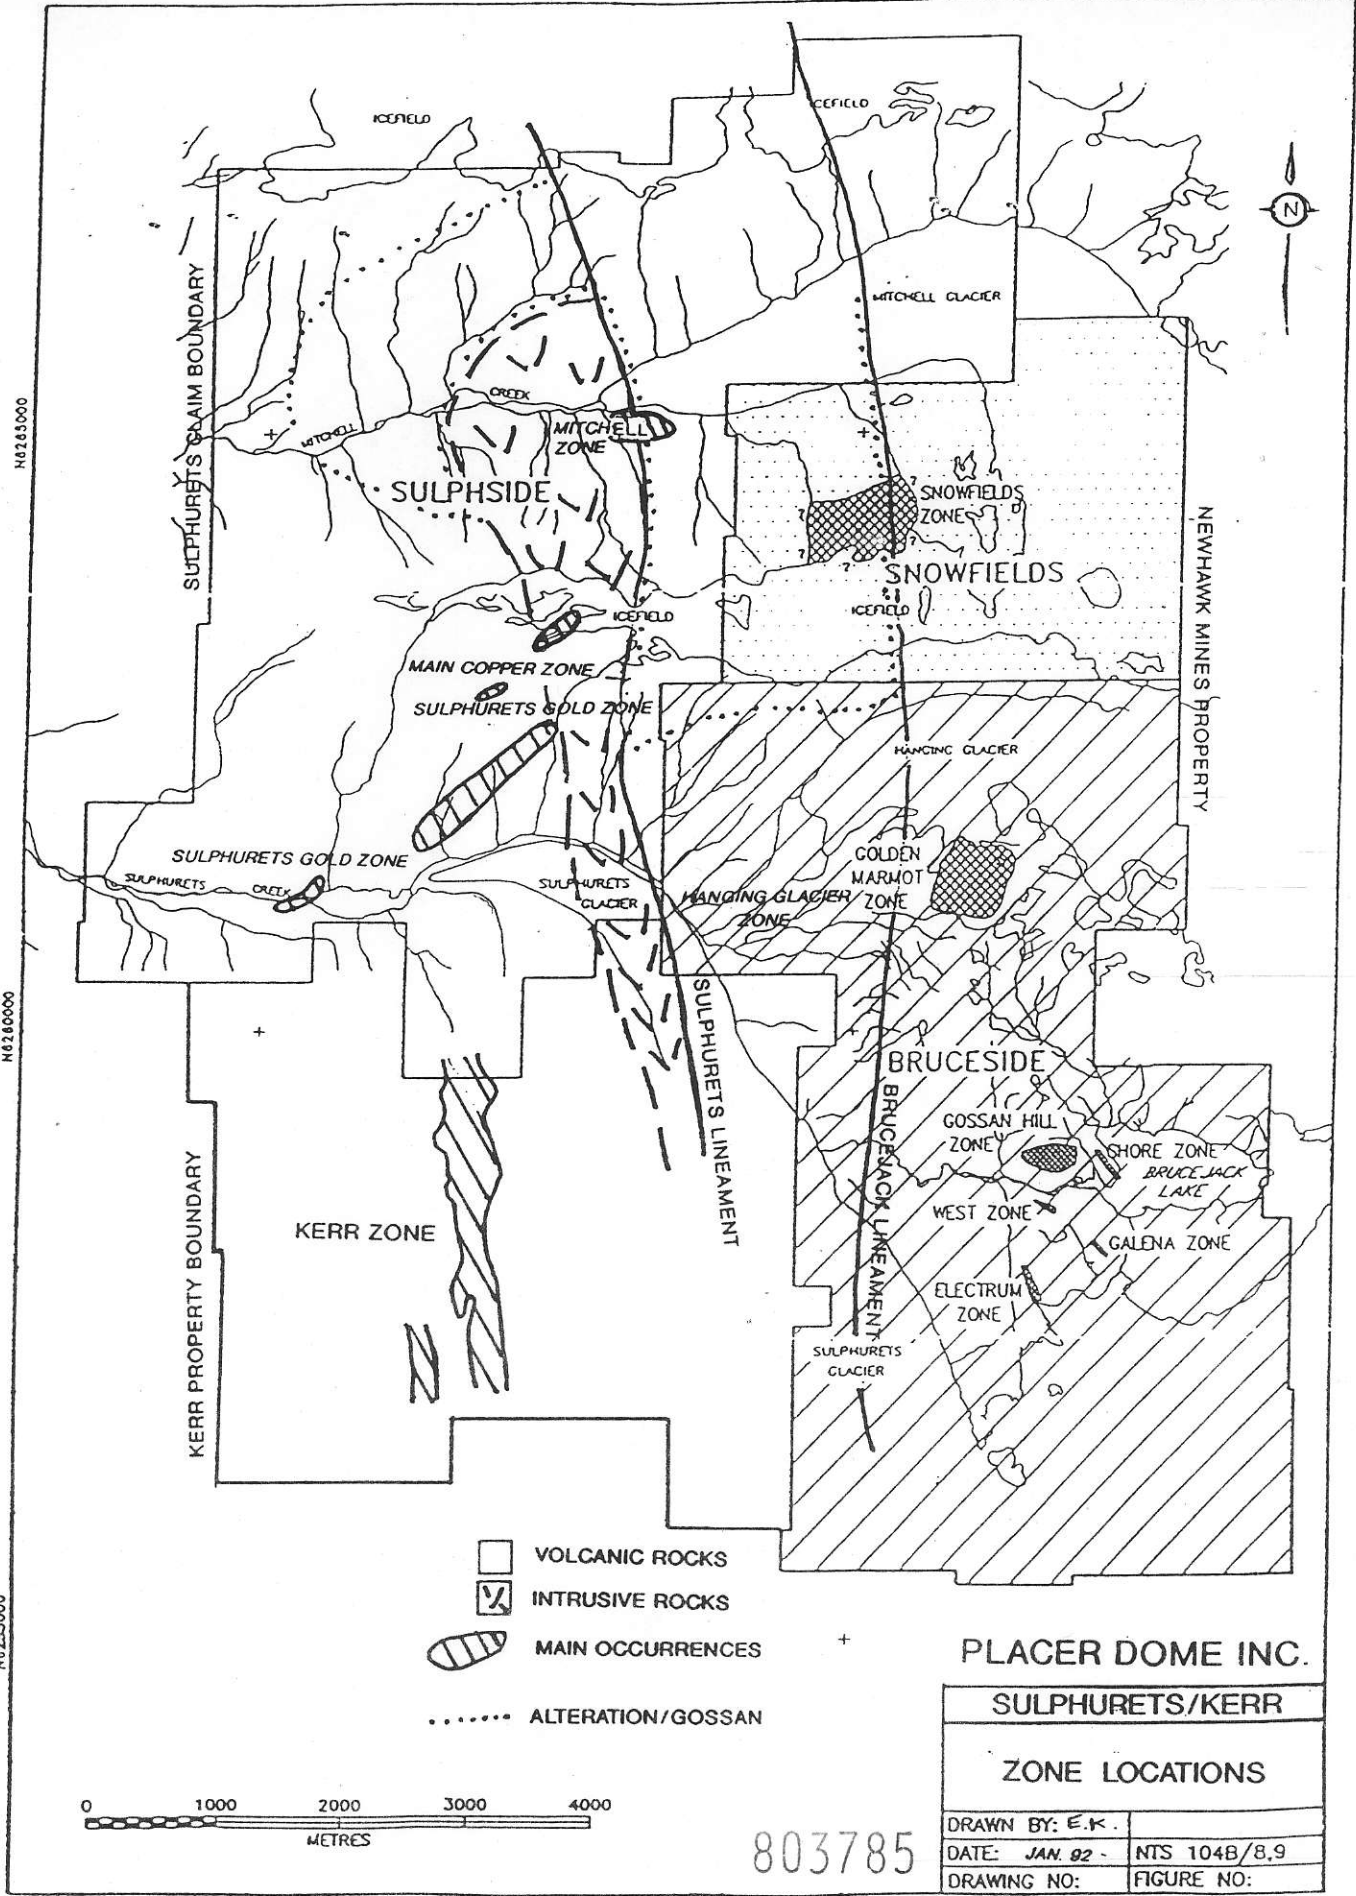 ICEFIELD
ICEFIELD
N
MITCHELL GLACIER
SULPHURETS CLAIM BOUNDARY
N6265000
CREEK
MITCHELL
MITCHELL
ZONE
SULPHSIDE
SNOWFIELDS
ZONE
?
?
?
?
?
?
SNOWFIELDS
ICEFIELD
ICEFIELD
NEWHAWK MINES PROPERTY
MAIN COPPER ZONE
SULPHURETS GOLD ZONE
HANGING GLACIER
SULPHURETS GOLD ZONE
SULPHURETS
CREEK
SULPHURETS
GLACIER
HANGING GLACIER
ZONE
GOLDEN
MARMOT
ZONE
N6260000
SULPHURETS LINEAMENT
BRUCESIDE
BRUCEJACK LINEAMENT
GOSSAN HILL
ZONE
SHORE ZONE
BRUCEJACK
LAKE
WEST ZONE
GALENA ZONE
ELECTRUM
ZONE
KERR ZONE
KERR PROPERTY BOUNDARY
SULPHURETS
GLACIER
VOLCANIC ROCKS
INTRUSIVE ROCKS
MAIN OCCURRENCES
ALTERATION/GOSSAN
0 1000 2000 3000 4000
METRES
803785
PLACER DOME INC.
SULPHURETS/KERR
ZONE LOCATIONS
DRAWN BY: E.K.
DATE: JAN. 92 - NTS 104B/8,9
DRAWING NO: FIGURE NO: